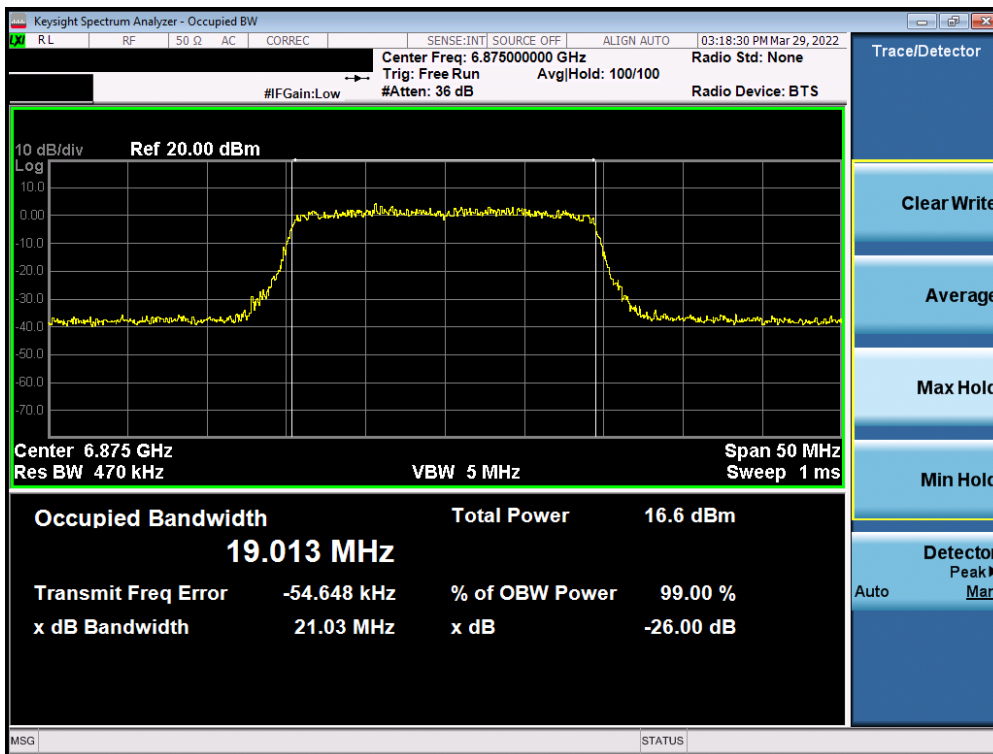 Keysight Spectrum Analyzer - Occupied BW
LXI RL RF 50 Ω AC CORREC SENSE:INT SOURCE OFF ALIGN AUTO 03:18:30 PM Mar 29, 2022
Center Freq: 6.875000000 GHz Radio Std: None
Trig: Free Run Avg|Hold: 100/100
#IFGain:Low #Atten: 36 dB Radio Device: BTS
Trace/Detector
10 dB/div Ref 20.00 dBm
Log
10.0
0.00
-10.0
-20.0
-30.0
-40.0
-50.0
-60.0
-70.0
Center 6.875 GHz Span 50 MHz
Res BW 470 kHz VBW 5 MHz Sweep 1 ms
Occupied Bandwidth Total Power 16.6 dBm
19.013 MHz
Transmit Freq Error -54.648 kHz % of OBW Power 99.00 %
x dB Bandwidth 21.03 MHz x dB -26.00 dB
Clear Write
Average
Max Hold
Min Hold
Detector
Peak
Auto Man
MSG STATUS